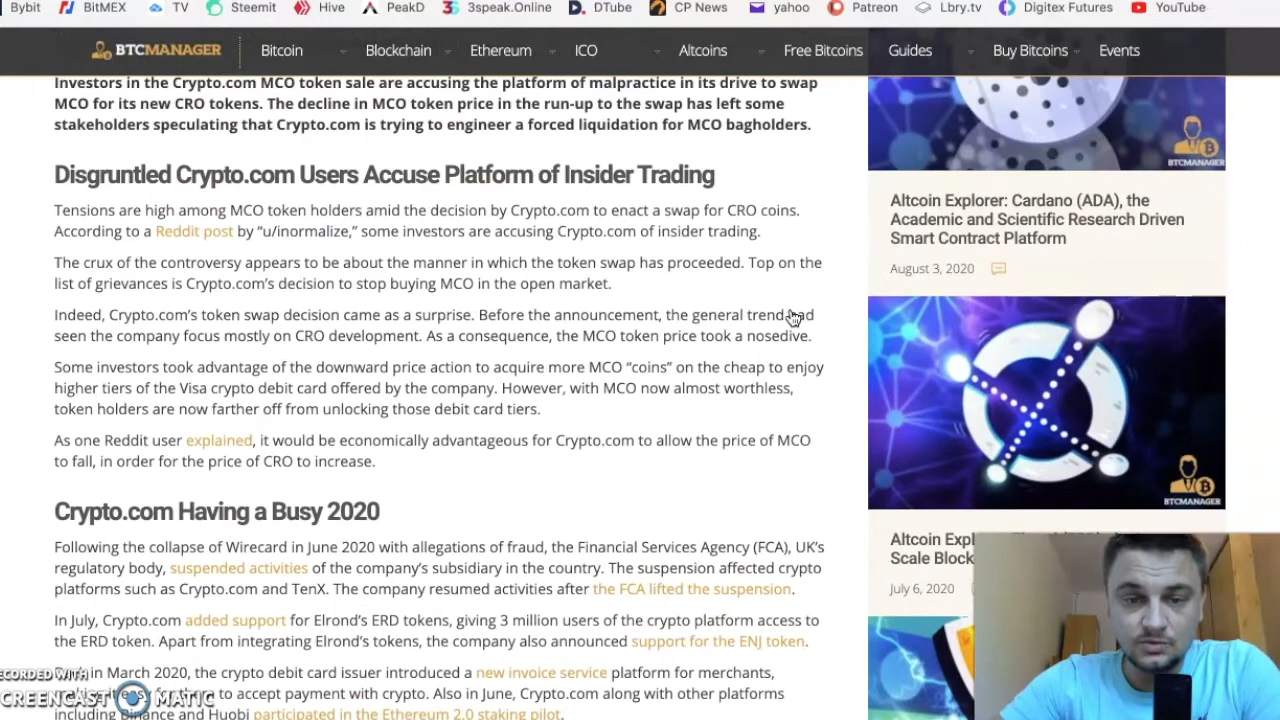 Bybit BitMEX TV Steemit Hive PeakD 3speak.Online DTube CP News yahoo Patreon Lbry.tv Digitex Futures YouTube
BTCMANAGER Bitcoin Blockchain Ethereum ICO Altcoins Free Bitcoins Guides Buy Bitcoins Events
Investors in the Crypto.com MCO token sale are accusing the platform of malpractice in its drive to swap
MCO for its new CRO tokens. The decline in MCO token price in the run-up to the swap has left some
stakeholders speculating that Crypto.com is trying to engineer a forced liquidation for MCO bagholders.
Disgruntled Crypto.com Users Accuse Platform of Insider Trading
Tensions are high among MCO token holders amid the decision by Crypto.com to enact a swap for CRO coins.
According to a Reddit post by “u/inormalize,” some investors are accusing Crypto.com of insider trading.
The crux of the controversy appears to be about the manner in which the token swap has proceeded. Top on the
list of grievances is Crypto.com’s decision to stop buying MCO in the open market.
Indeed, Crypto.com’s token swap decision came as a surprise. Before the announcement, the general trend
seen the company focus mostly on CRO development. As a consequence, the MCO token price took a nosedive.
Some investors took advantage of the downward price action to acquire more MCO “coins” on the cheap to enjoy
higher tiers of the Visa crypto debit card offered by the company. However, with MCO now almost worthless,
token holders are now farther off from unlocking those debit card tiers.
As one Reddit user explained, it would be economically advantageous for Crypto.com to allow the price of MCO
to fall, in order for the price of CRO to increase.
Crypto.com Having a Busy 2020
Following the collapse of Wirecard in June 2020 with allegations of fraud, the Financial Services Agency (FCA), UK’s
regulatory body, suspended activities of the company’s subsidiary in the country. The suspension affected crypto
platforms such as Crypto.com and TenX. The company resumed activities after the FCA lifted the suspension.
In July, Crypto.com added support for Elrond’s ERD tokens, giving 3 million users of the crypto platform access to
the ERD token. Apart from integrating Elrond’s tokens, the company also announced support for the ENJ token.
in March 2020, the crypto debit card issuer introduced a new invoice service platform for merchants,
to accept payment with crypto. Also in June, Crypto.com along with other platforms
including Binance and Huobi participated in the Ethereum 2.0 staking pilot.
BTCMANAGER
Altcoin Explorer: Cardano (ADA), the
Academic and Scientific Research Driven
Smart Contract Platform
August 3, 2020
BTCMANAGER
Altcoin
Scale
July 6, 2020
RECORDED WITH
SCREENCAST MATIC